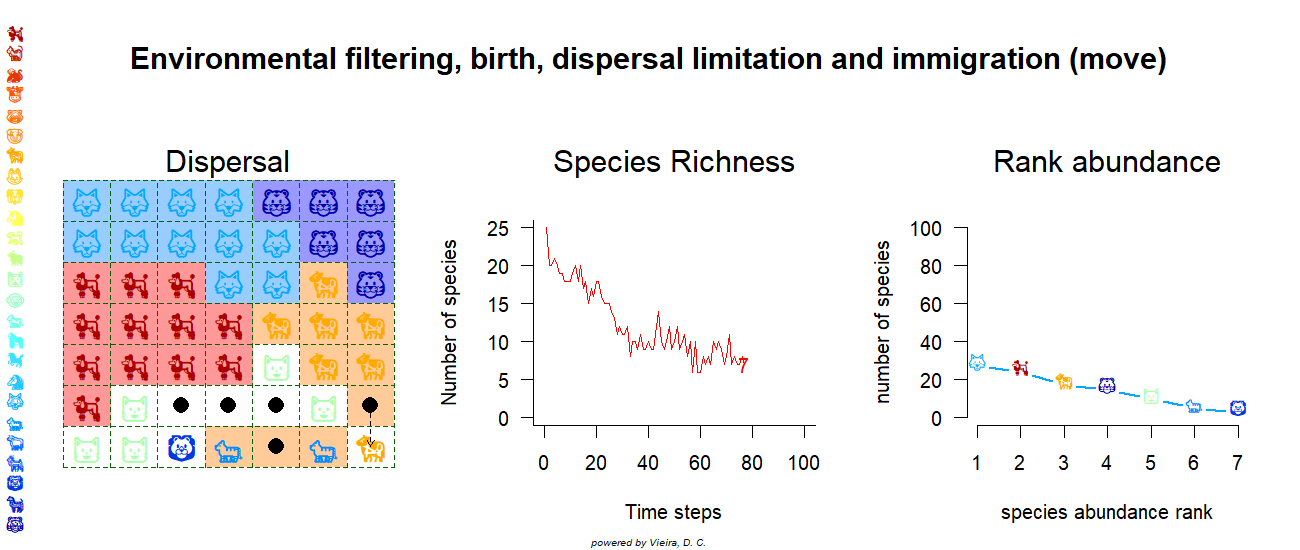 Environmental filtering, birth, dispersal limitation and immigration (move)
Dispersal
Species Richness
Number of species
25
20
15
10
5
0
7
0 20 40 60 80 100
Time steps
Rank abundance
number of species
100
80
60
40
20
0
1 2 3 4 5 6 7
species abundance rank
powered by Vieira, D. C.